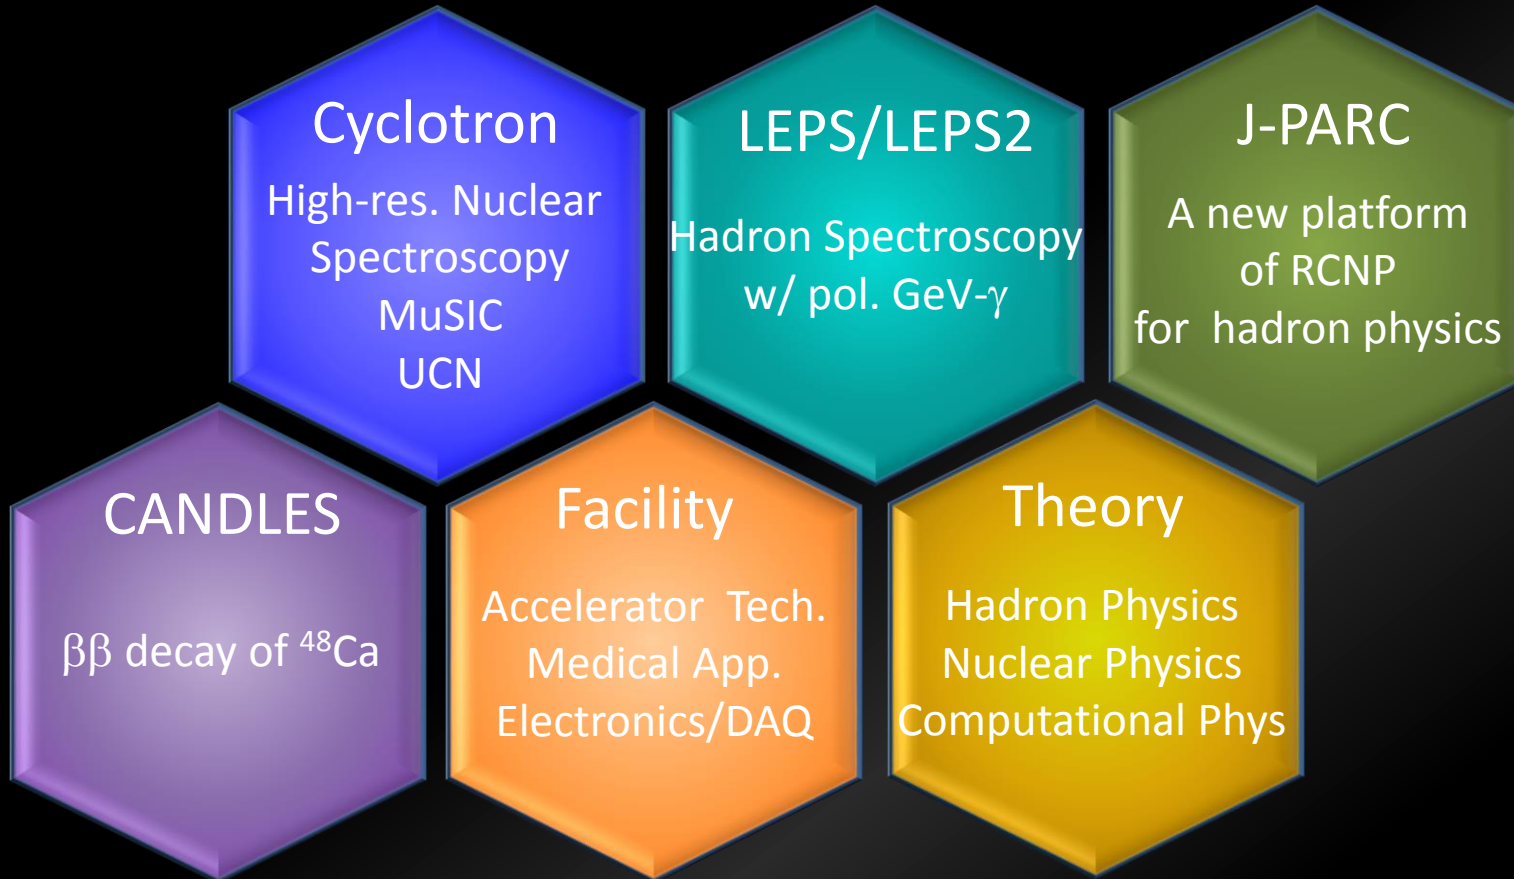 Cyclotron
High-res. Nuclear
Spectroscopy
MuSIC
UCN
LEPS/LEPS2
Hadron Spectroscopy
w/ pol. GeV-γ
J-PARC
A new platform
of RCNP
for  hadron physics
CANDLES
ββ decay of ⁴⁸Ca
Facility
Accelerator  Tech.
Medical App.
Electronics/DAQ
Theory
Hadron Physics
Nuclear Physics
Computational Phys